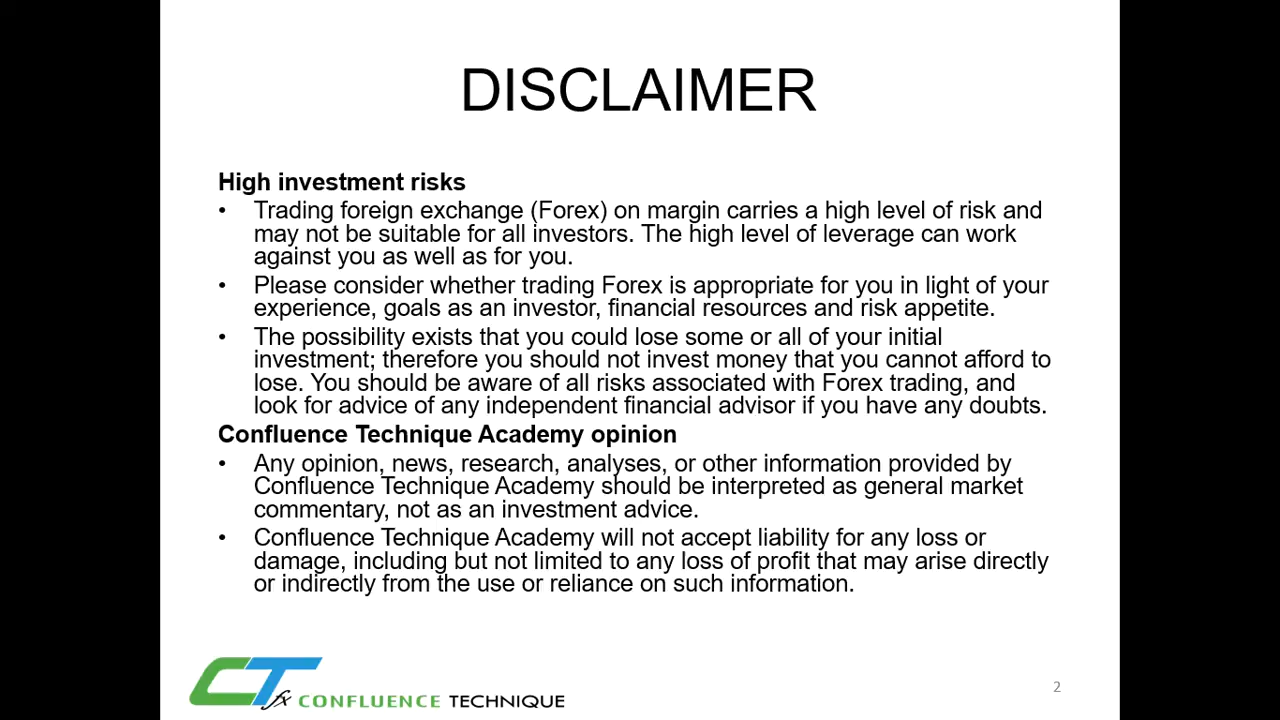 DISCLAIMER
High investment risks
• Trading foreign exchange (Forex) on margin carries a high level of risk and
may not be suitable for all investors. The high level of leverage can work
against you as well as for you.
• Please consider whether trading Forex is appropriate for you in light of your
experience, goals as an investor, financial resources and risk appetite.
• The possibility exists that you could lose some or all of your initial
investment; therefore you should not invest money that you cannot afford to
lose. You should be aware of all risks associated with Forex trading, and
look for advice of any independent financial advisor if you have any doubts.
Confluence Technique Academy opinion
• Any opinion, news, research, analyses, or other information provided by
Confluence Technique Academy should be interpreted as general market
commentary, not as an investment advice.
• Confluence Technique Academy will not accept liability for any loss or
damage, including but not limited to any loss of profit that may arise directly
or indirectly from the use or reliance on such information.
CT fx CONFLUENCE TECHNIQUE
2